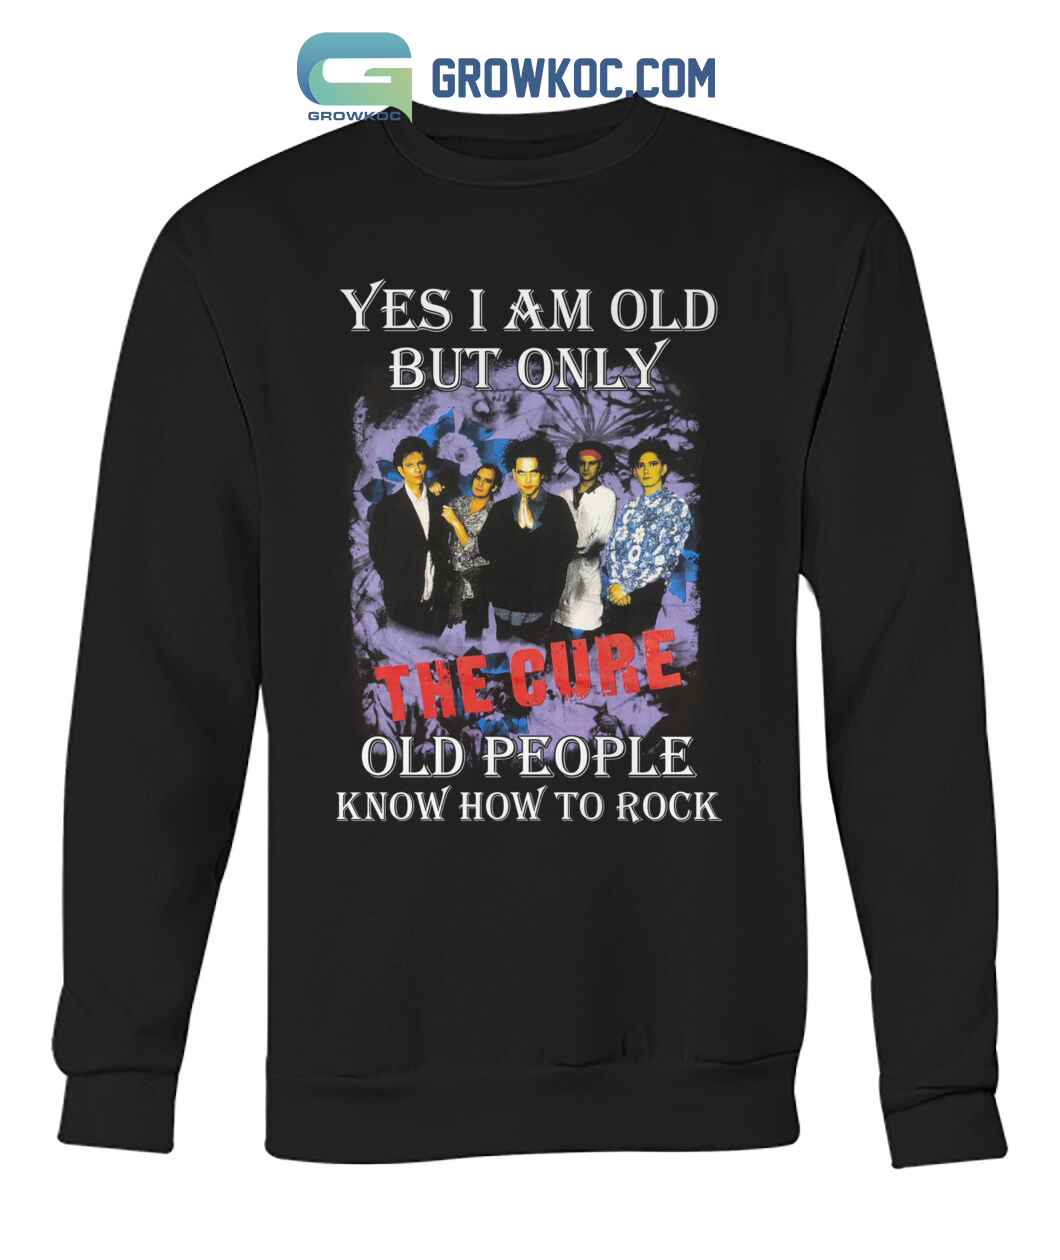 GROWKOC
GROWKOC.COM
YES I AM OLD
BUT ONLY
THE CURE
OLD PEOPLE
KNOW HOW TO ROCK